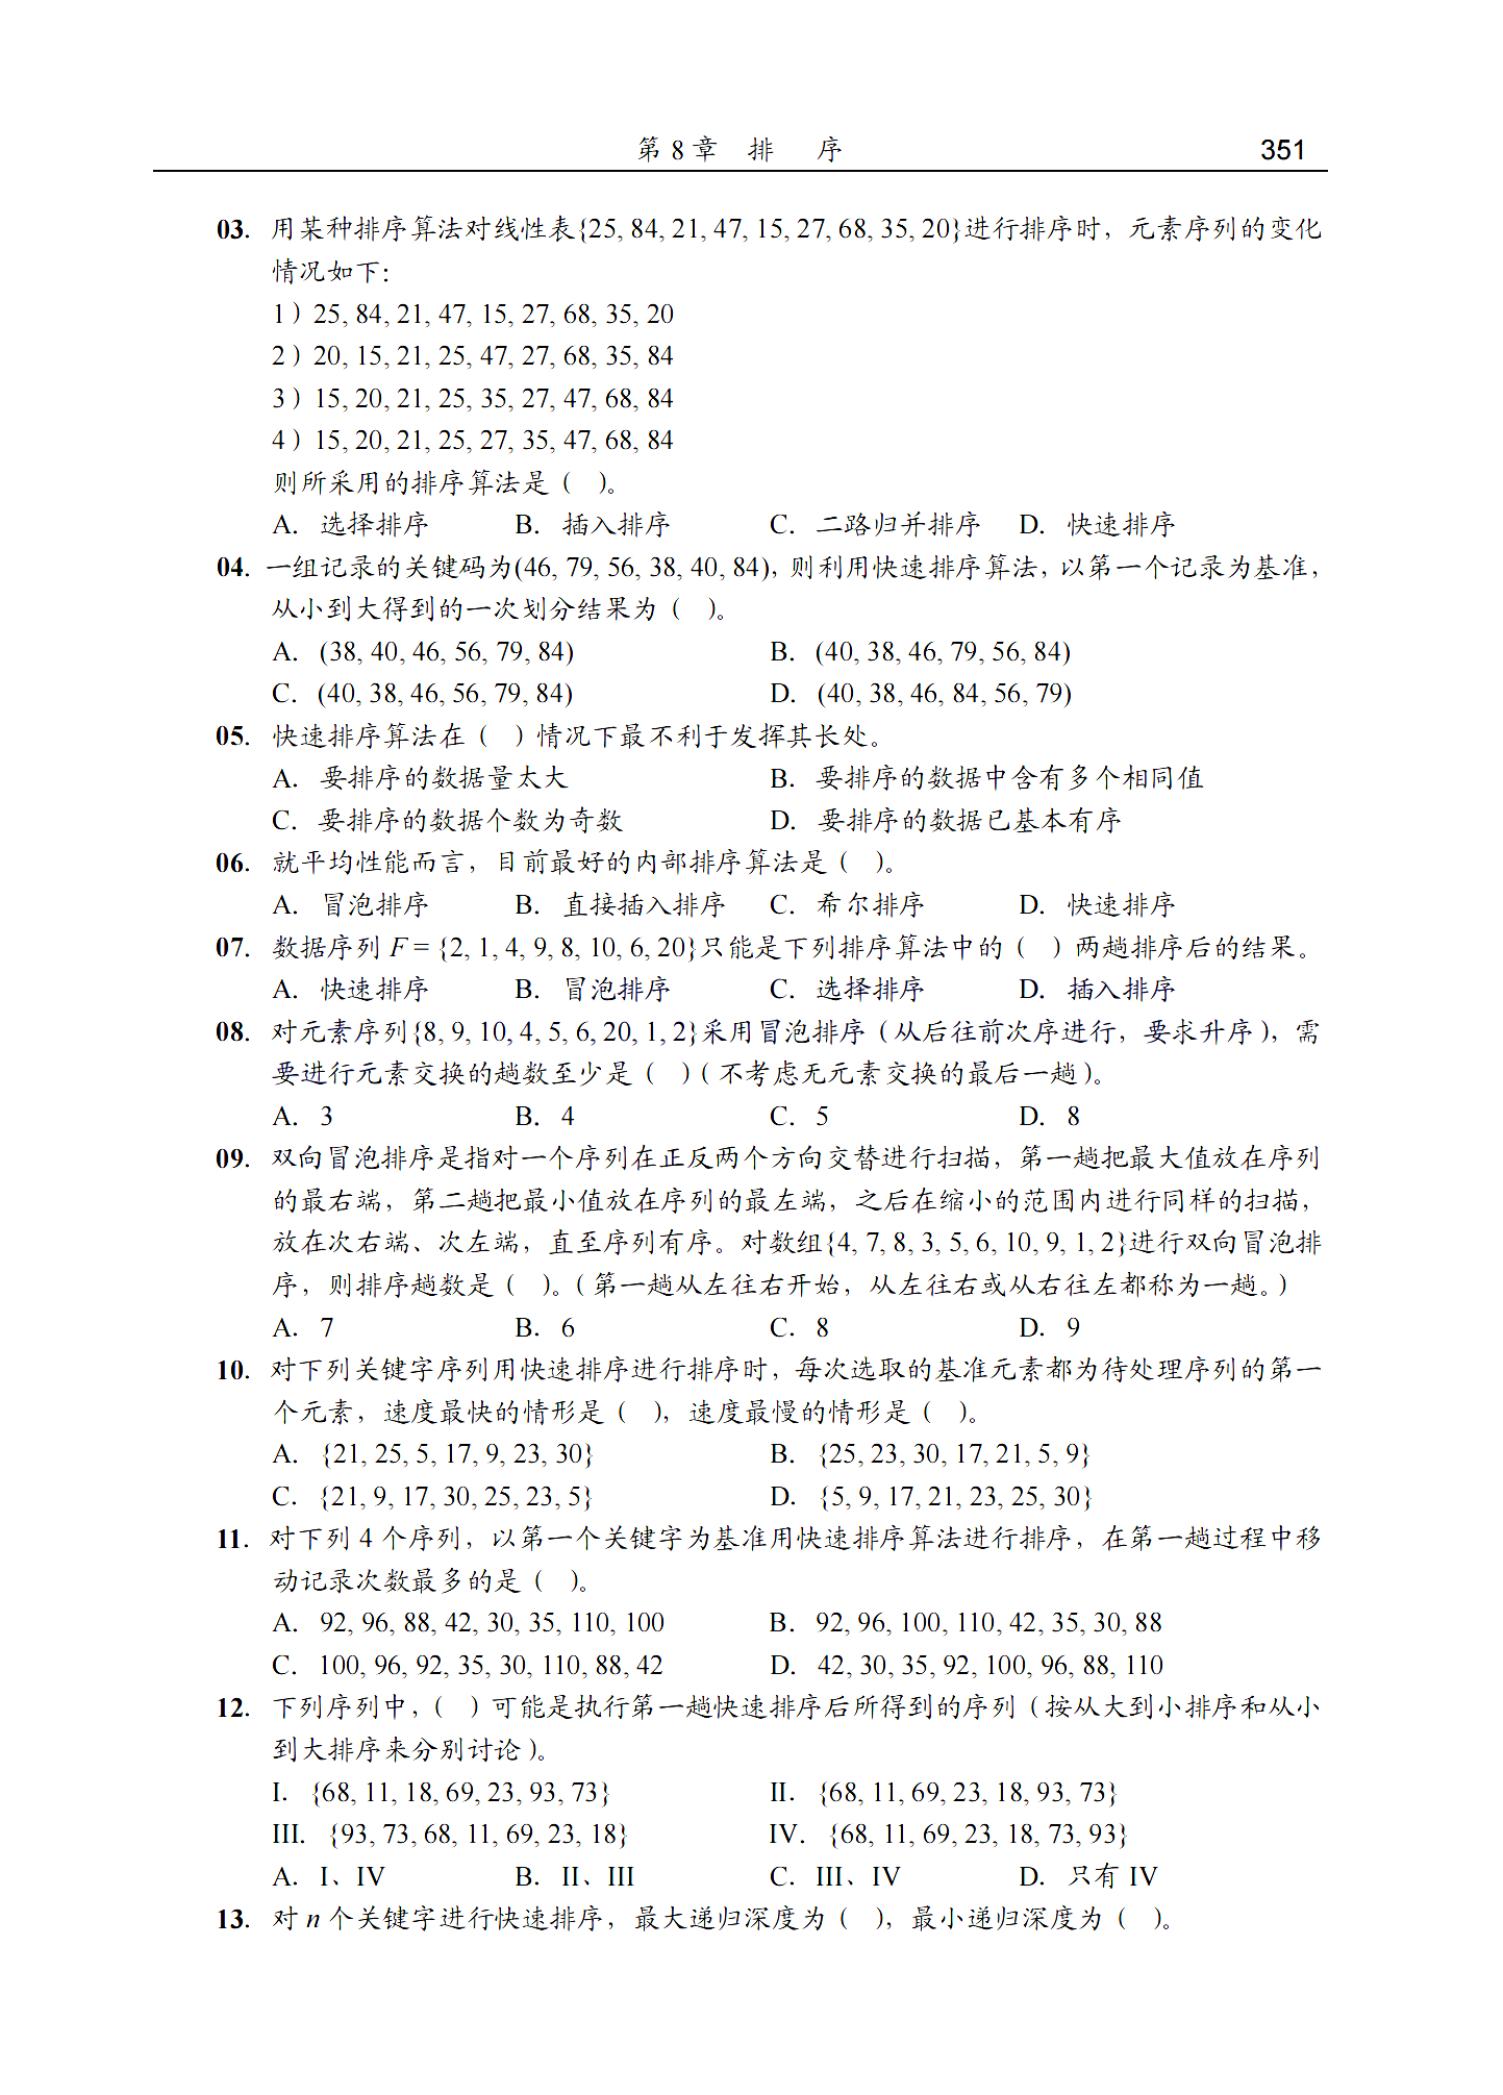 第 8 章 排 序 351
03. 用某种排序算法对线性表{25, 84, 21, 47, 15, 27, 68, 35, 20}进行排序时，元素序列的变化
情况如下：
1）25, 84, 21, 47, 15, 27, 68, 35, 20
2）20, 15, 21, 25, 47, 27, 68, 35, 84
3）15, 20, 21, 25, 35, 27, 47, 68, 84
4）15, 20, 21, 25, 27, 35, 47, 68, 84
则所采用的排序算法是（ ）。
A. 选择排序 B. 插入排序 C. 二路归并排序 D. 快速排序
04. 一组记录的关键码为(46, 79, 56, 38, 40, 84)，则利用快速排序算法，以第一个记录为基准，
从小到大得到的一次划分结果为（ ）。
A. (38, 40, 46, 56, 79, 84) B. (40, 38, 46, 79, 56, 84)
C. (40, 38, 46, 56, 79, 84) D. (40, 38, 46, 84, 56, 79)
05. 快速排序算法在（ ）情况下最不利于发挥其长处。
A. 要排序的数据量太大 B. 要排序的数据中含有多个相同值
C. 要排序的数据个数为奇数 D. 要排序的数据已基本有序
06. 就平均性能而言，目前最好的内部排序算法是（ ）。
A. 冒泡排序 B. 直接插入排序 C. 希尔排序 D. 快速排序
07. 数据序列 F = {2, 1, 4, 9, 8, 10, 6, 20}只能是下列排序算法中的（ ）两趟排序后的结果。
A. 快速排序 B. 冒泡排序 C. 选择排序 D. 插入排序
08. 对元素序列{8, 9, 10, 4, 5, 6, 20, 1, 2}采用冒泡排序（从后往前次序进行，要求升序），需
要进行元素交换的趟数至少是（ ）（不考虑无元素交换的最后一趟）。
A. 3 B. 4 C. 5 D. 8
09. 双向冒泡排序是指对一个序列在正反两个方向交替进行扫描，第一趟把最大值放在序列
的最右端，第二趟把最小值放在序列的最左端，之后在缩小的范围内进行同样的扫描，
放在次右端、次左端，直至序列有序。对数组{4, 7, 8, 3, 5, 6, 10, 9, 1, 2}进行双向冒泡排
序，则排序趟数是（ ）。（第一趟从左往右开始，从左往右或从右往左都称为一趟。）
A. 7 B. 6 C. 8 D. 9
10. 对下列关键字序列用快速排序进行排序时，每次选取的基准元素都为待处理序列的第一
个元素，速度最快的情形是（ ），速度最慢的情形是（ ）。
A. {21, 25, 5, 17, 9, 23, 30} B. {25, 23, 30, 17, 21, 5, 9}
C. {21, 9, 17, 30, 25, 23, 5} D. {5, 9, 17, 21, 23, 25, 30}
11. 对下列 4 个序列，以第一个关键字为基准用快速排序算法进行排序，在第一趟过程中移
动记录次数最多的是（ ）。
A. 92, 96, 88, 42, 30, 35, 110, 100 B. 92, 96, 100, 110, 42, 35, 30, 88
C. 100, 96, 92, 35, 30, 110, 88, 42 D. 42, 30, 35, 92, 100, 96, 88, 110
12. 下列序列中，（ ）可能是执行第一趟快速排序后所得到的序列（按从大到小排序和从小
到大排序来分别讨论）。
I. {68, 11, 18, 69, 23, 93, 73} II. {68, 11, 69, 23, 18, 93, 73}
III. {93, 73, 68, 11, 69, 23, 18} IV. {68, 11, 69, 23, 18, 73, 93}
A. I、IV B. II、III C. III、IV D. 只有 IV
13. 对 n 个关键字进行快速排序，最大递归深度为（ ），最小递归深度为（ ）。